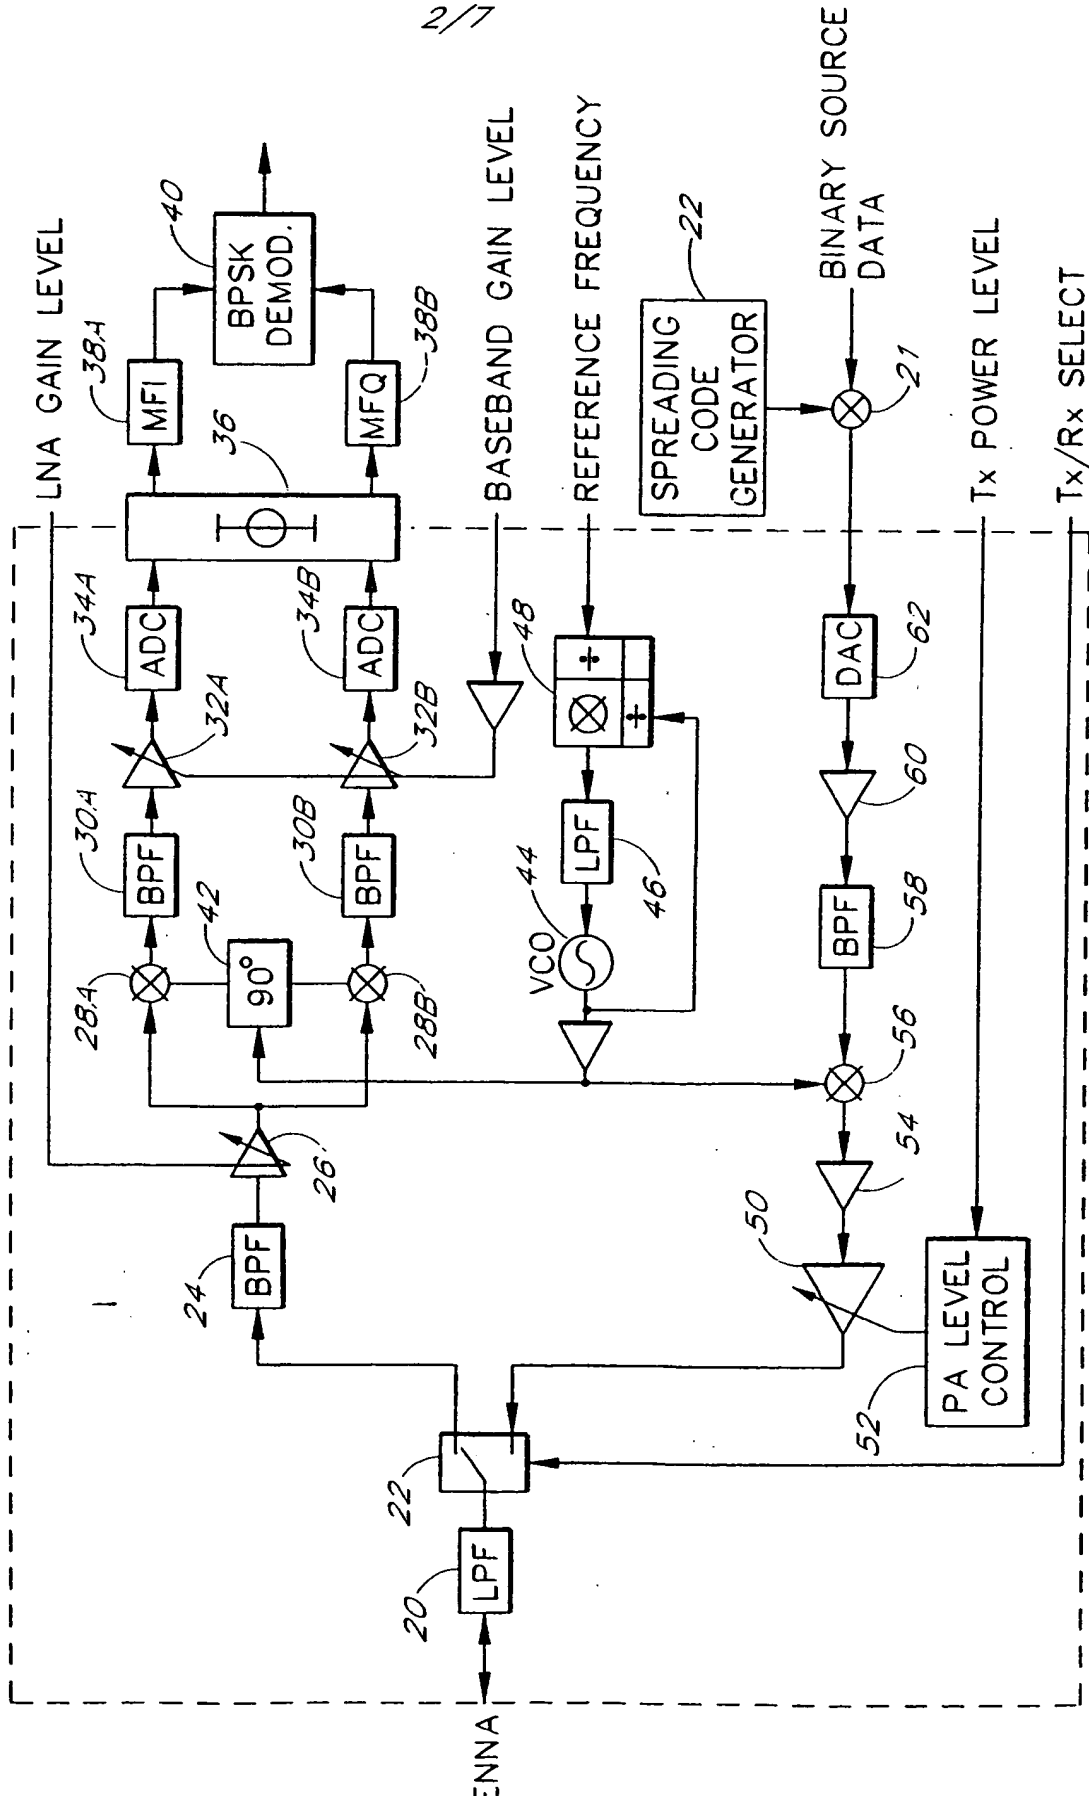 2/7
LNA GAIN LEVEL
38A
MFI
40
BPSK
DEMOD.
MFQ
38B
36
34A
ADC
34B
ADC
32A
32B
30A
BPF
30B
BPF
28A
42
90°
28B
26
24
BPF
BASEBAND GAIN LEVEL
REFERENCE FREQUENCY
48
÷
÷
LPF
46
44
VCO
22
SPREADING
CODE
GENERATOR
BINARY SOURCE
DATA
21
DAC
62
60
BPF
58
56
54
50
Tx POWER LEVEL
PA LEVEL
CONTROL
52
Tx/Rx SELECT
22
20
LPF
ENNA